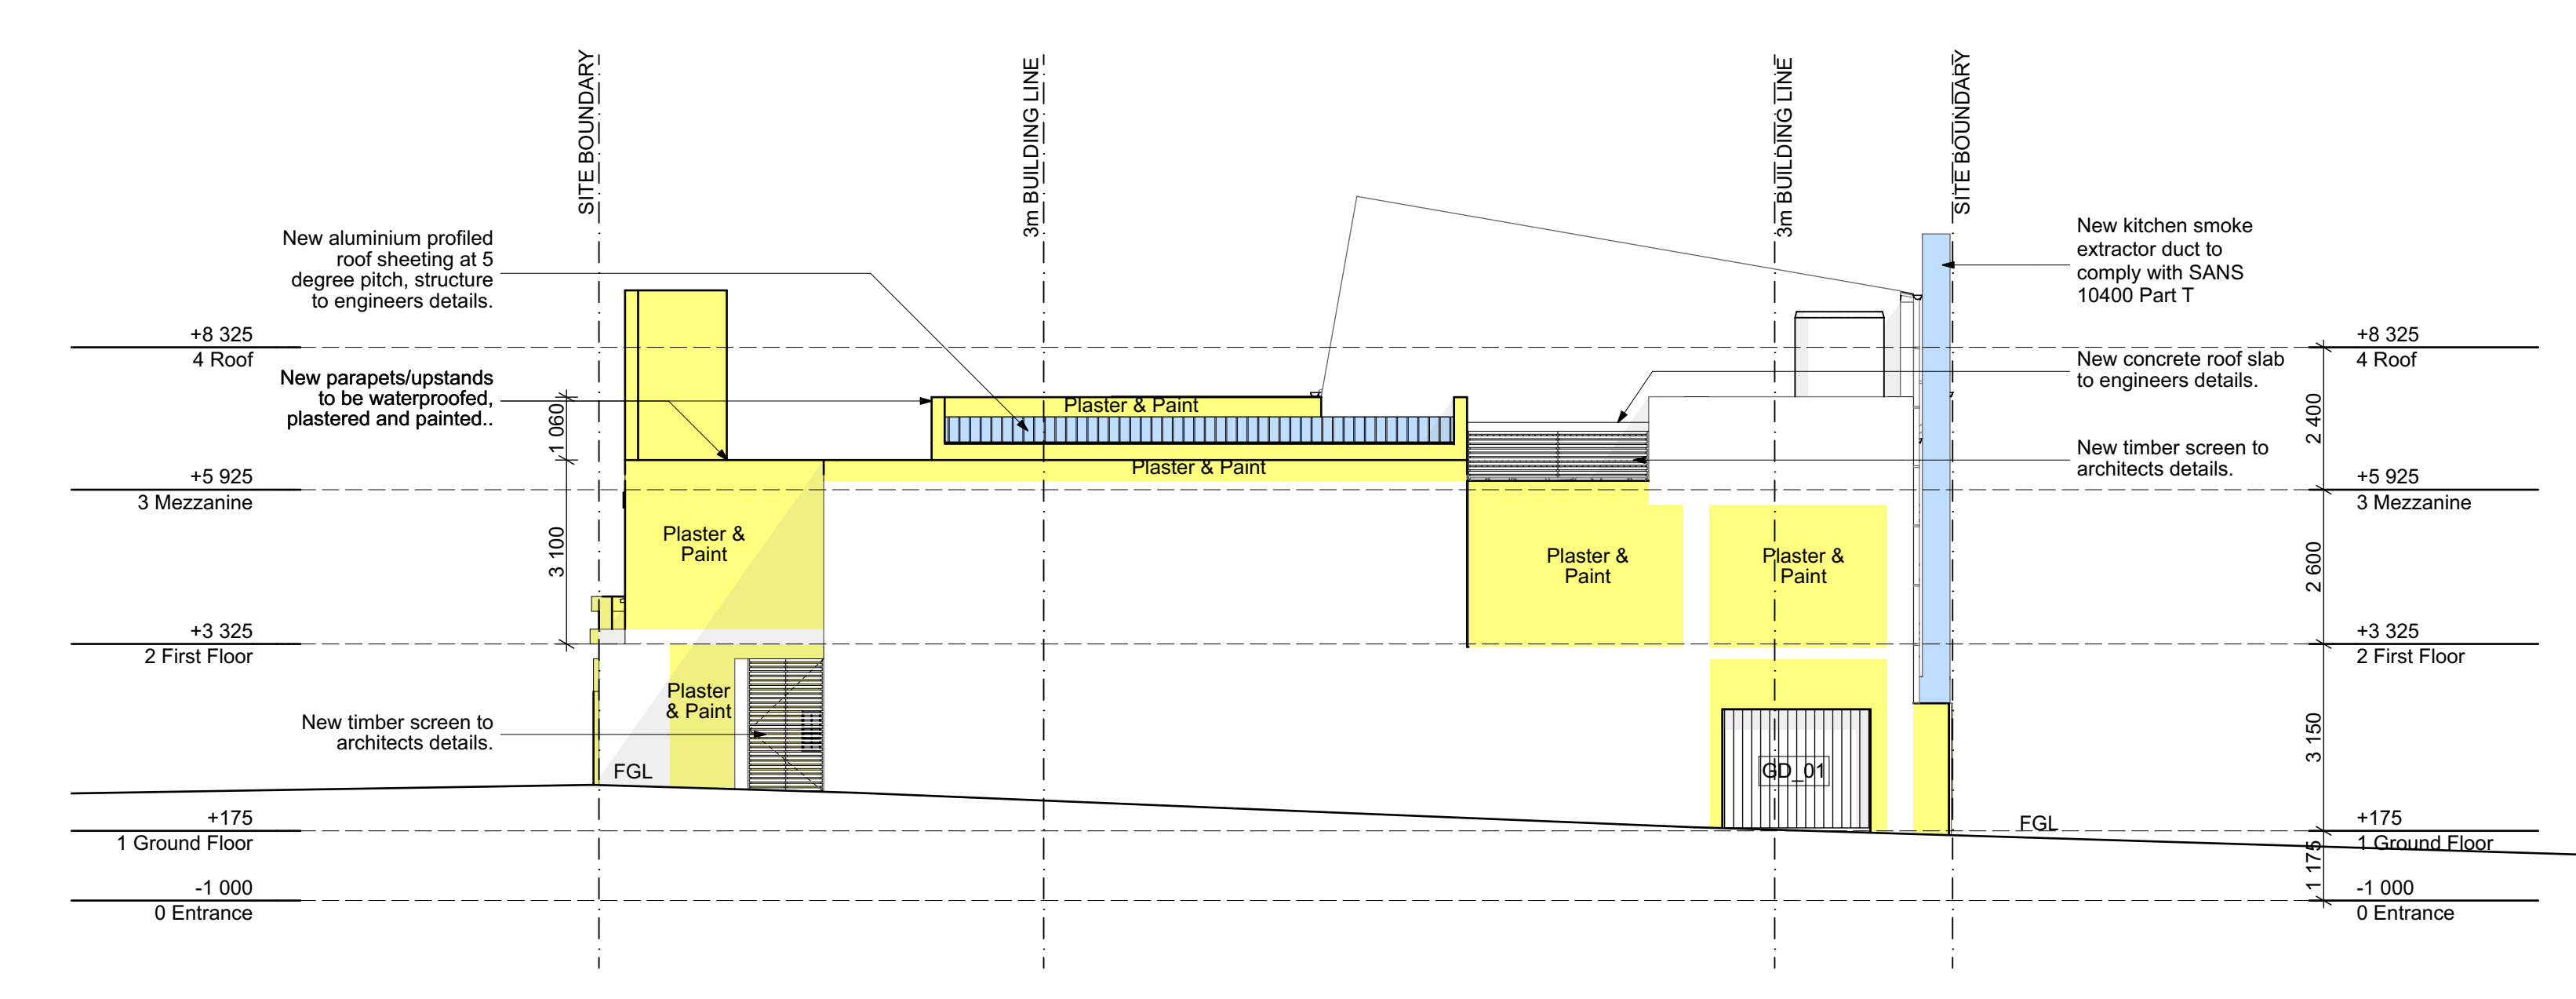 SITE BOUNDARY
3m BUILDING LINE
3m BUILDING LINE
SITE BOUNDARY
New aluminium profiled
roof sheeting at 5
degree pitch, structure
to engineers details.
New kitchen smoke
extractor duct to
comply with SANS
10400 Part T
+8 325
4 Roof
+8 325
4 Roof
New parapets/upstands
to be waterproofed,
plastered and painted..
New concrete roof slab
to engineers details.
1 060
Plaster & Paint
2 400
New timber screen to
architects details.
Plaster & Paint
+5 925
3 Mezzanine
+5 925
3 Mezzanine
3 100
Plaster &
Paint
Plaster &
Paint
Plaster &
Paint
2 600
+3 325
2 First Floor
+3 325
2 First Floor
Plaster
& Paint
New timber screen to
architects details.
3 150
FGL
GD_01
FGL
+175
1 Ground Floor
+175
1 Ground Floor
1 175
-1 000
0 Entrance
-1 000
0 Entrance